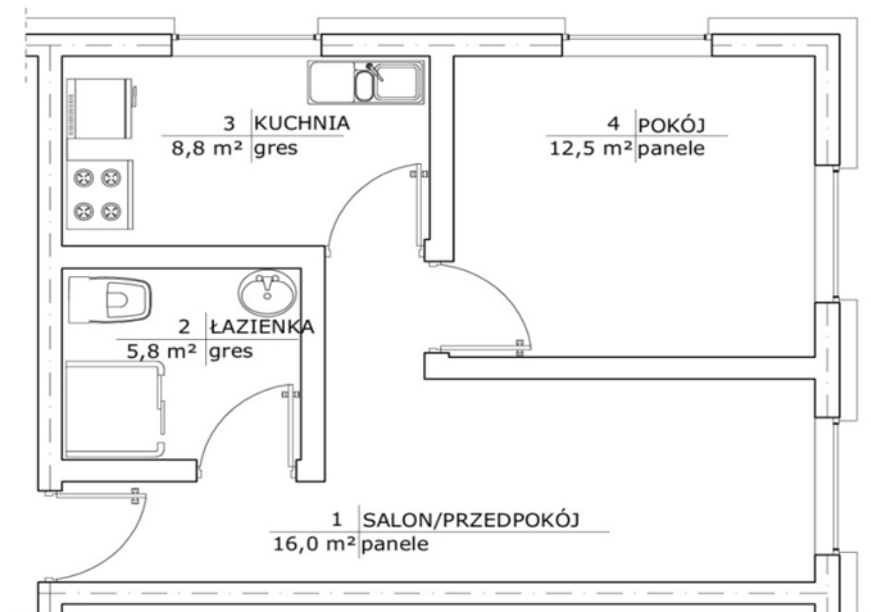 3 KUCHNIA
8,8 m² gres
4 POKÓJ
12,5 m² panele
2 ŁAZIENKA
5,8 m² gres
1 SALON/PRZEDPOKÓJ
16,0 m² panele